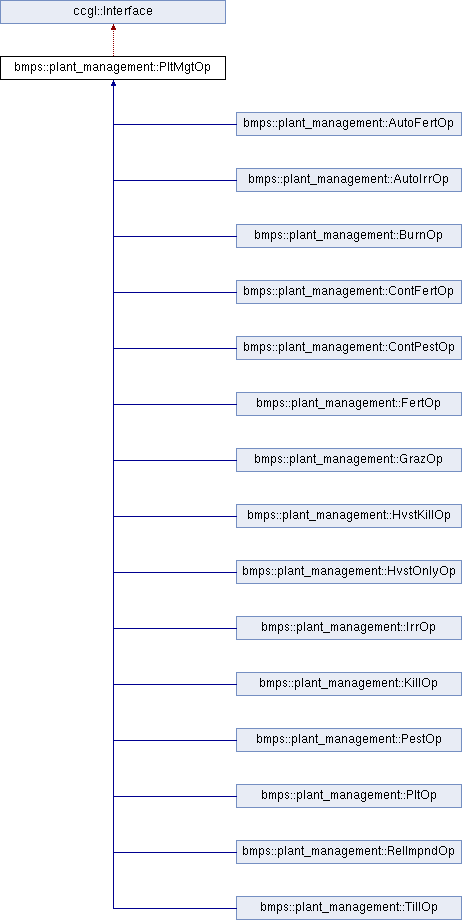 ccgl::Interface
bmps::plant_management::PltMgtOp
bmps::plant_management::AutoFertOp
bmps::plant_management::AutoIrrOp
bmps::plant_management::BurnOp
bmps::plant_management::ContFertOp
bmps::plant_management::ContPestOp
bmps::plant_management::FertOp
bmps::plant_management::GrazOp
bmps::plant_management::HvstKillOp
bmps::plant_management::HvstOnlyOp
bmps::plant_management::IrrOp
bmps::plant_management::KillOp
bmps::plant_management::PestOp
bmps::plant_management::PltOp
bmps::plant_management::RelImpndOp
bmps::plant_management::TillOp